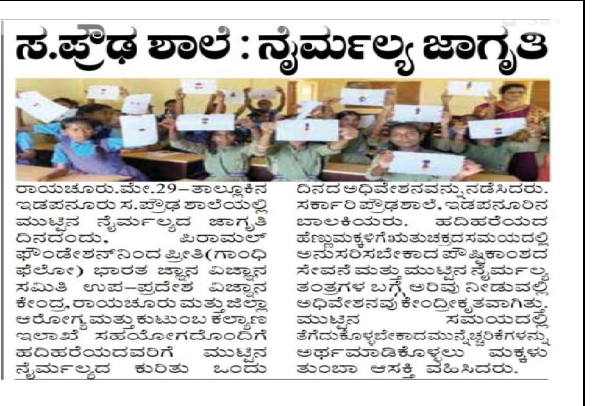 ಸ.ಪ್ರೌಢ ಶಾಲೆ : ನೈರ್ಮಲ್ಯ ಜಾಗೃತಿ
ರಾಯಚೂರು.ಮೇ.29–ತಾಲ್ಲೂಕಿನ
ಇಡಪನೂರು ಸ.ಪ್ರೌಢ ಶಾಲೆಯಲ್ಲಿ
ಮುಟ್ಟಿನ ನೈರ್ಮಲ್ಯದ ಜಾಗೃತಿ
ದಿನದಂದು, ಪಿರಾಮಲ್
ಫೌಂಡೇಶನ್‌ನಿಂದ ಪ್ರೀತಿ(ಗಾಂಧಿ
ಫೆಲೋ) ಭಾರತ ಜ್ಞಾನ ವಿಜ್ಞಾನ
ಸಮಿತಿ ಉಪ–ಪ್ರದೇಶ ವಿಜ್ಞಾನ
ಕೇಂದ್ರ, ರಾಯಚೂರು ಮತ್ತು ಜಿಲ್ಲಾ
ಆರೋಗ್ಯ ಮತ್ತು ಕುಟುಂಬ ಕಲ್ಯಾಣ
ಇಲಾಖೆ ಸಹಯೋಗದೊಂದಿಗೆ
ಹದಿಹರೆಯದವರಿಗೆ ಮುಟ್ಟಿನ
ನೈರ್ಮಲ್ಯದ ಕುರಿತು ಒಂದು
ದಿನದ ಅಧಿವೇಶನವನ್ನು ನಡೆಸಿದರು.
ಸರ್ಕಾರಿ ಪ್ರೌಢಶಾಲೆ, ಇಡಪನೂರಿನ
ಬಾಲಕಿಯರು. ಹದಿಹರೆಯದ
ಹೆಣ್ಣುಮಕ್ಕಳಿಗೆ ಋತುಚಕ್ರದ ಸಮಯದಲ್ಲಿ
ಅನುಸರಿಸಬೇಕಾದ ಪೌಷ್ಟಿಕಾಂಶದ
ಸೇವನೆ ಮತ್ತು ಮುಟ್ಟಿನ ನೈರ್ಮಲ್ಯ
ತಂತ್ರಗಳ ಬಗ್ಗೆ ಅರಿವು ನೀಡುವಲ್ಲಿ
ಅಧಿವೇಶನವು ಕೇಂದ್ರೀಕೃತವಾಗಿತ್ತು.
ಮುಟ್ಟಿನ ಸಮಯದಲ್ಲಿ
ತೆಗೆದುಕೊಳ್ಳಬೇಕಾದ ಮುನ್ನೆಚ್ಚರಿಕೆಗಳನ್ನು
ಅರ್ಥಮಾಡಿಕೊಳ್ಳಲು ಮಕ್ಕಳು
ತುಂಬಾ ಆಸಕ್ತಿ ವಹಿಸಿದರು.